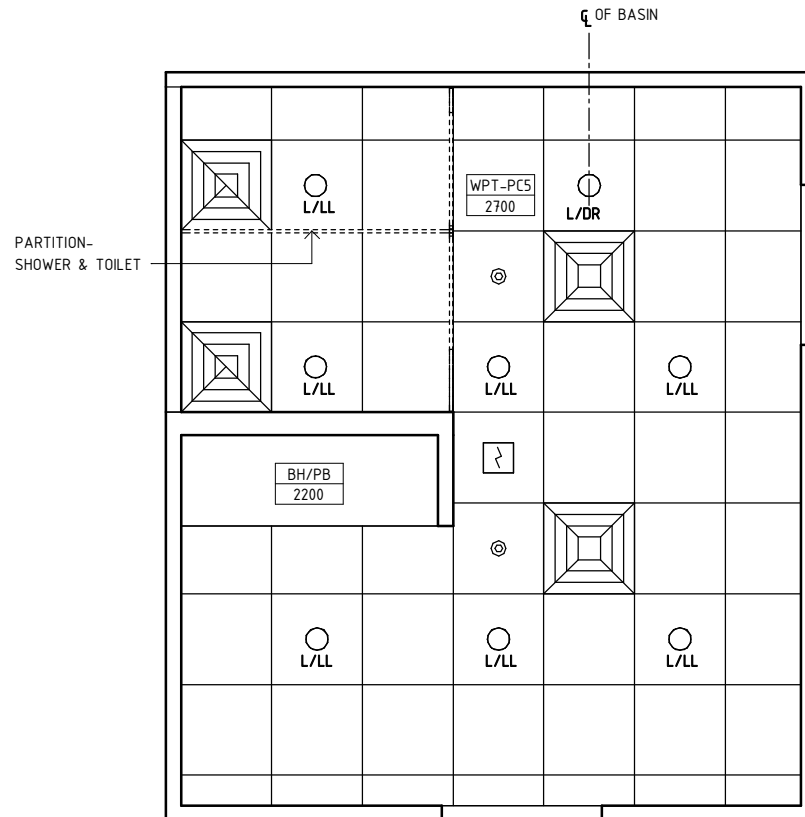 ℄ OF BASIN
L/LL
WPT-PC5
2700
L/DR
PARTITION-
SHOWER & TOILET
L/LL
L/LL
L/LL
BH/PB
2200
L/LL
L/LL
L/LL